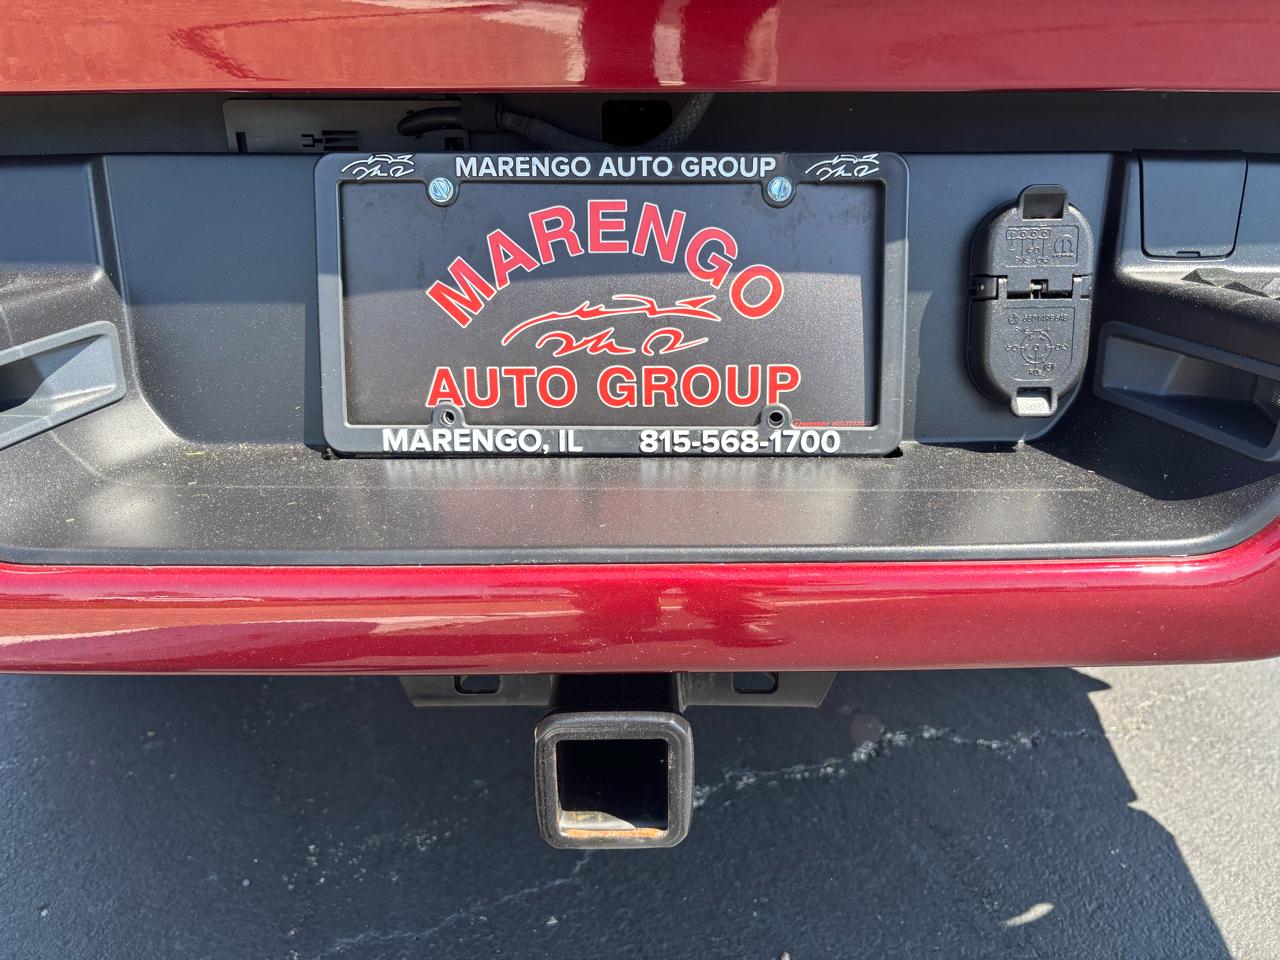 MARENGO AUTO GROUP
MARENGO
AUTO GROUP
MARENGO, IL 815-568-1700